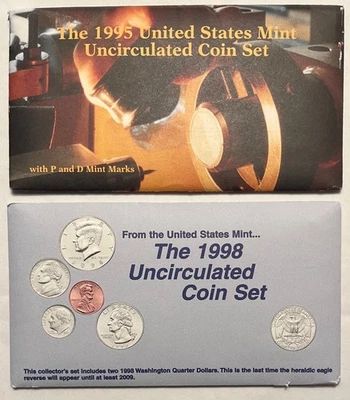 The 1995 United States Mint
Uncirculated Coin Set
with P and D Mint Marks
From the United States Mint...
The 1998
Uncirculated
Coin Set
This collector's set includes two 1998 Washington Quarter Dollars. This is the last time the heraldic eagle
reverse will appear until at least 2009.